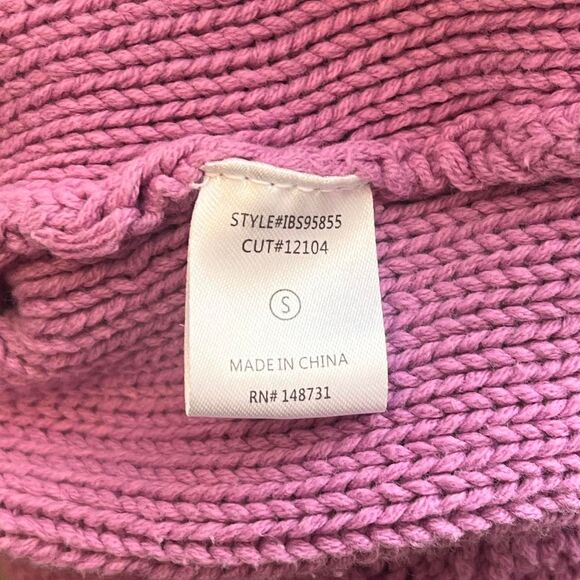 STYLE#IBS95855
CUT#12104
S
MADE IN CHINA
RN# 148731